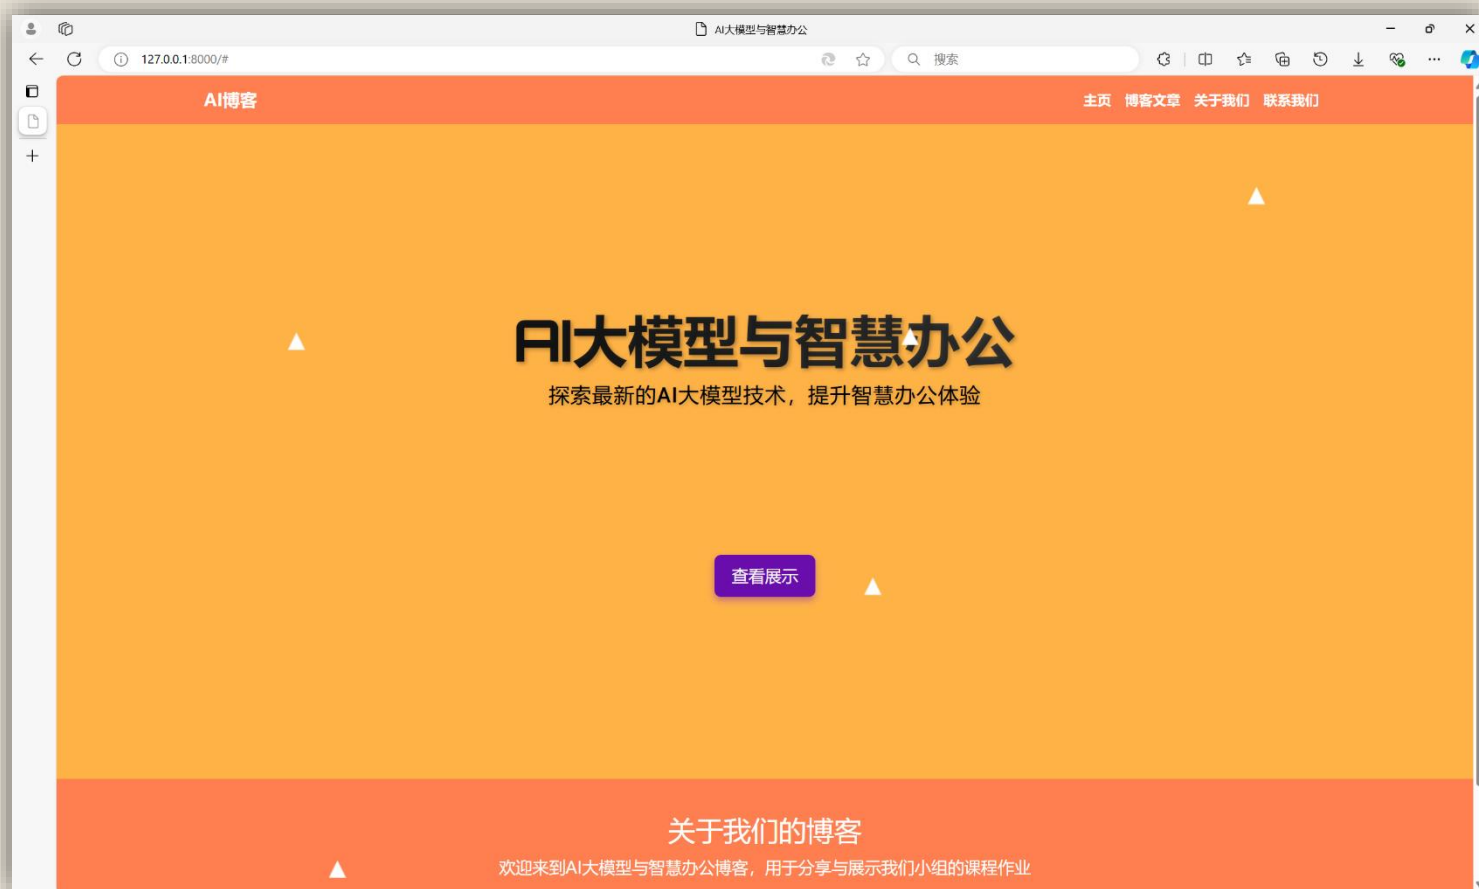 AI大模型与智慧办公
127.0.0.1:8000/#
搜索
AI博客
主页 博客文章 关于我们 联系我们
AI大模型与智慧办公
探索最新的AI大模型技术，提升智慧办公体验
查看展示
关于我们的博客
欢迎来到AI大模型与智慧办公博客，用于分享与展示我们小组的课程作业